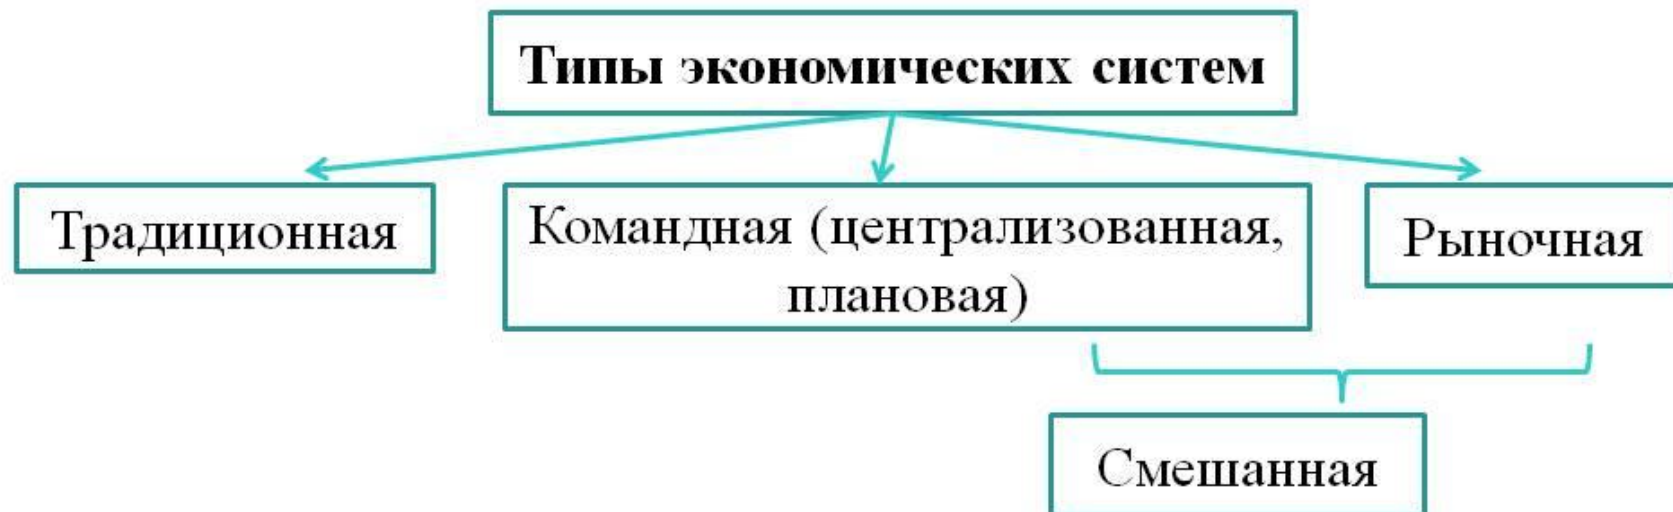 Типы экономических систем
Традиционная
Командная (централизованная,
плановая)
Рыночная
Смешанная